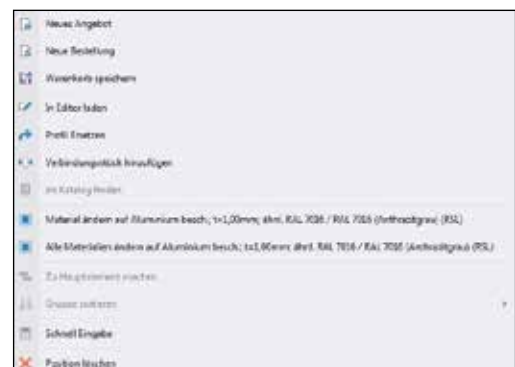 Neues Angebot
Neue Bestellung
Warenkorb speichern
In Editor laden
Profil Ersetzen
Verbindungsstück hinzufügen
Im Katalog finden
Material ändern auf Aluminium besch.; t=1,00mm; ähnl. RAL 7016 / RAL 7016 (Anthrazitgrau) (RSL)
Alle Materialien ändern auf Aluminium besch.; t=1,00mm; ähnl. RAL 7016 / RAL 7016 (Anthrazitgrau) (RSL)
Zu Hauptelement machen
Gruppe
Schnell Eingabe
Position löschen